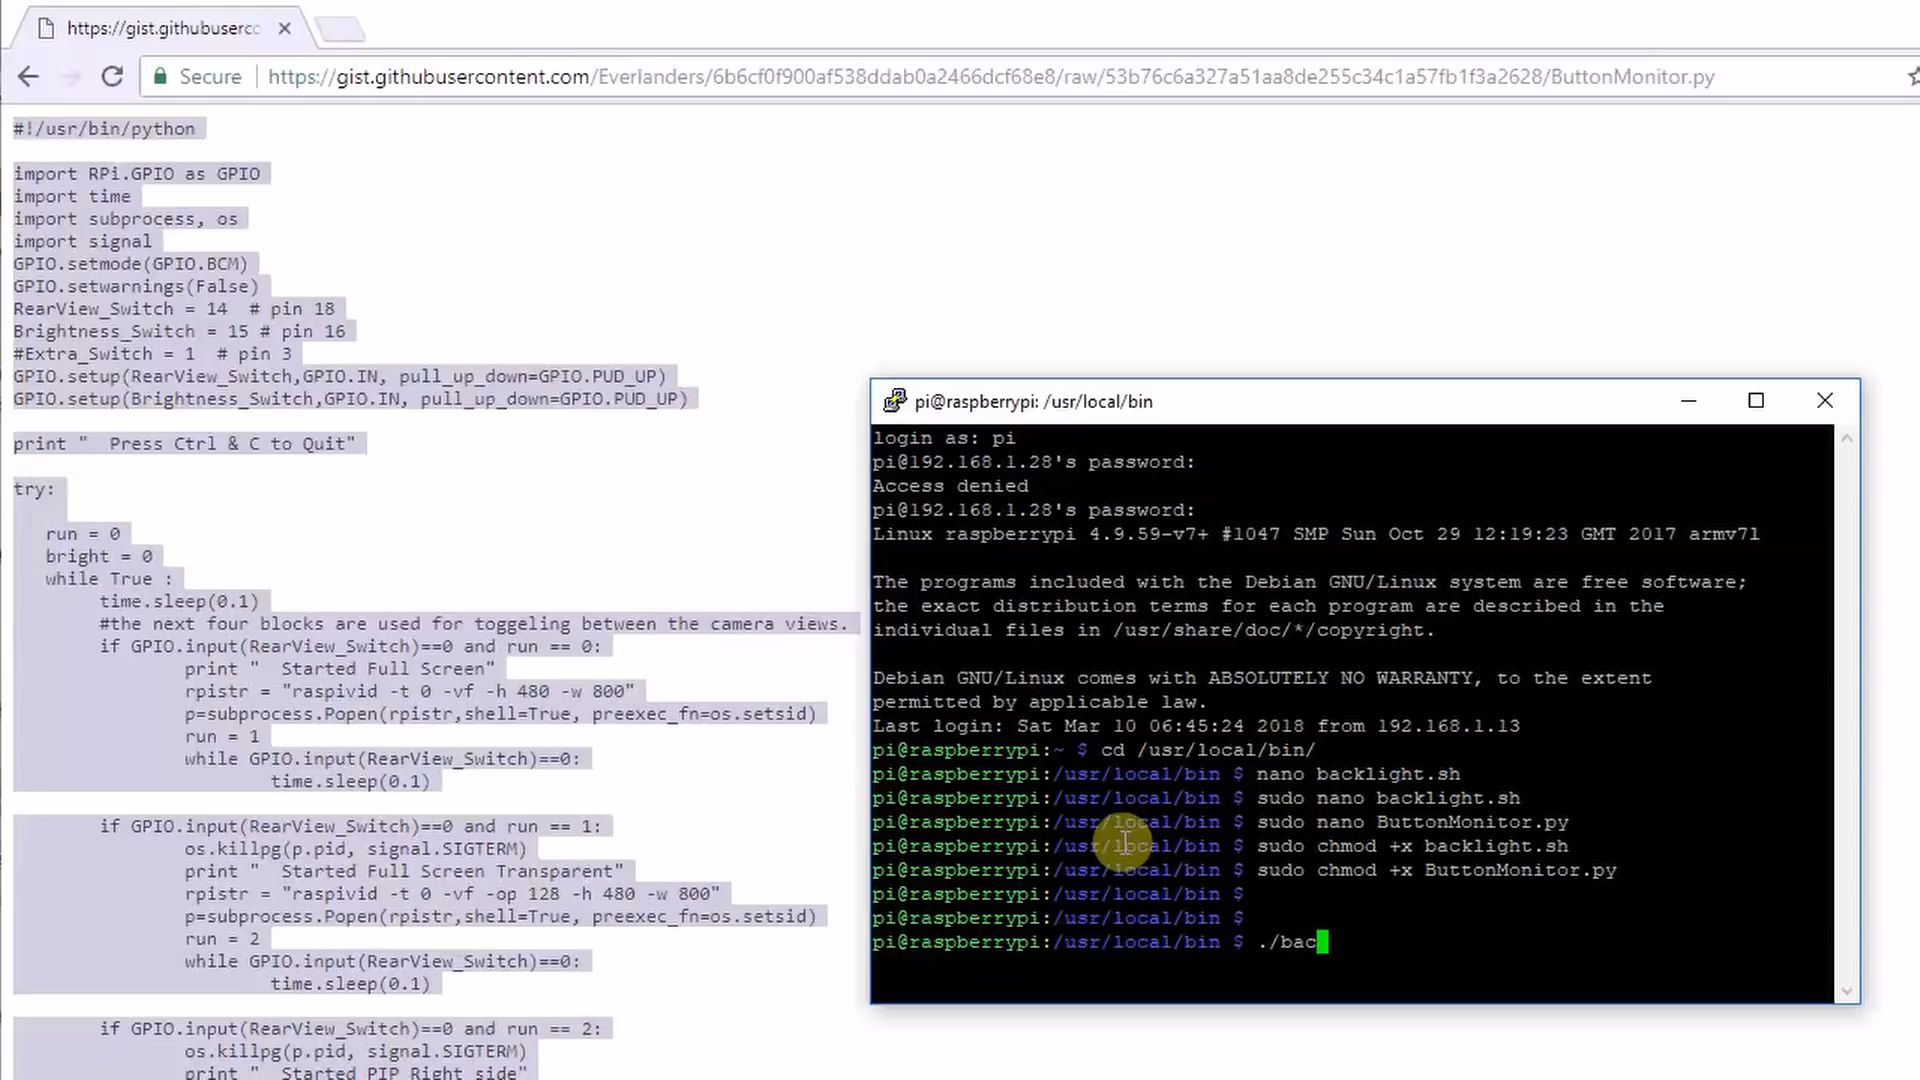 https://gist.githubuserc
Secure
https://gist.githubusercontent.com/Everlanders/6b6cf0f900af538ddab0a2466dcf68e8/raw/53b76c6a327a51aa8de255c34c1a57fb1f3a2628/ButtonMonitor.py
#!/usr/bin/python
import RPi.GPIO as GPIO
import time
import subprocess, os
import signal
GPIO.setmode(GPIO.BCM)
GPIO.setwarnings(False)
RearView_Switch = 14  # pin 18
Brightness_Switch = 15 # pin 16
#Extra_Switch = 1  # pin 3
GPIO.setup(RearView_Switch,GPIO.IN, pull_up_down=GPIO.PUD_UP)
GPIO.setup(Brightness_Switch,GPIO.IN, pull_up_down=GPIO.PUD_UP)
print "  Press Ctrl & C to Quit"
try:
run = 0
bright = 0
while True :
time.sleep(0.1)
#the next four blocks are used for toggeling between the camera views.
if GPIO.input(RearView_Switch)==0 and run == 0:
print "  Started Full Screen"
rpistr = "raspivid -t 0 -vf -h 480 -w 800"
p=subprocess.Popen(rpistr,shell=True, preexec_fn=os.setsid)
run = 1
while GPIO.input(RearView_Switch)==0:
time.sleep(0.1)
if GPIO.input(RearView_Switch)==0 and run == 1:
os.killpg(p.pid, signal.SIGTERM)
print "  Started Full Screen Transparent"
rpistr = "raspivid -t 0 -vf -op 128 -h 480 -w 800"
p=subprocess.Popen(rpistr,shell=True, preexec_fn=os.setsid)
run = 2
while GPIO.input(RearView_Switch)==0:
time.sleep(0.1)
if GPIO.input(RearView_Switch)==0 and run == 2:
os.killpg(p.pid, signal.SIGTERM)
print "  Started PIP Right side"
pi@raspberrypi: /usr/local/bin
login as: pi
pi@192.168.1.28's password:
Access denied
pi@192.168.1.28's password:
Linux raspberrypi 4.9.59-v7+ #1047 SMP Sun Oct 29 12:19:23 GMT 2017 armv7l
The programs included with the Debian GNU/Linux system are free software;
the exact distribution terms for each program are described in the
individual files in /usr/share/doc/*/copyright.
Debian GNU/Linux comes with ABSOLUTELY NO WARRANTY, to the extent
permitted by applicable law.
Last login: Sat Mar 10 06:45:24 2018 from 192.168.1.13
pi@raspberrypi:~ $ cd /usr/local/bin/
pi@raspberrypi:/usr/local/bin $ nano backlight.sh
pi@raspberrypi:/usr/local/bin $ sudo nano backlight.sh
pi@raspberrypi:/usr/local/bin $ sudo nano ButtonMonitor.py
pi@raspberrypi:/usr/local/bin $ sudo chmod +x backlight.sh
pi@raspberrypi:/usr/local/bin $ sudo chmod +x ButtonMonitor.py
pi@raspberrypi:/usr/local/bin $
pi@raspberrypi:/usr/local/bin $
pi@raspberrypi:/usr/local/bin $ ./bac